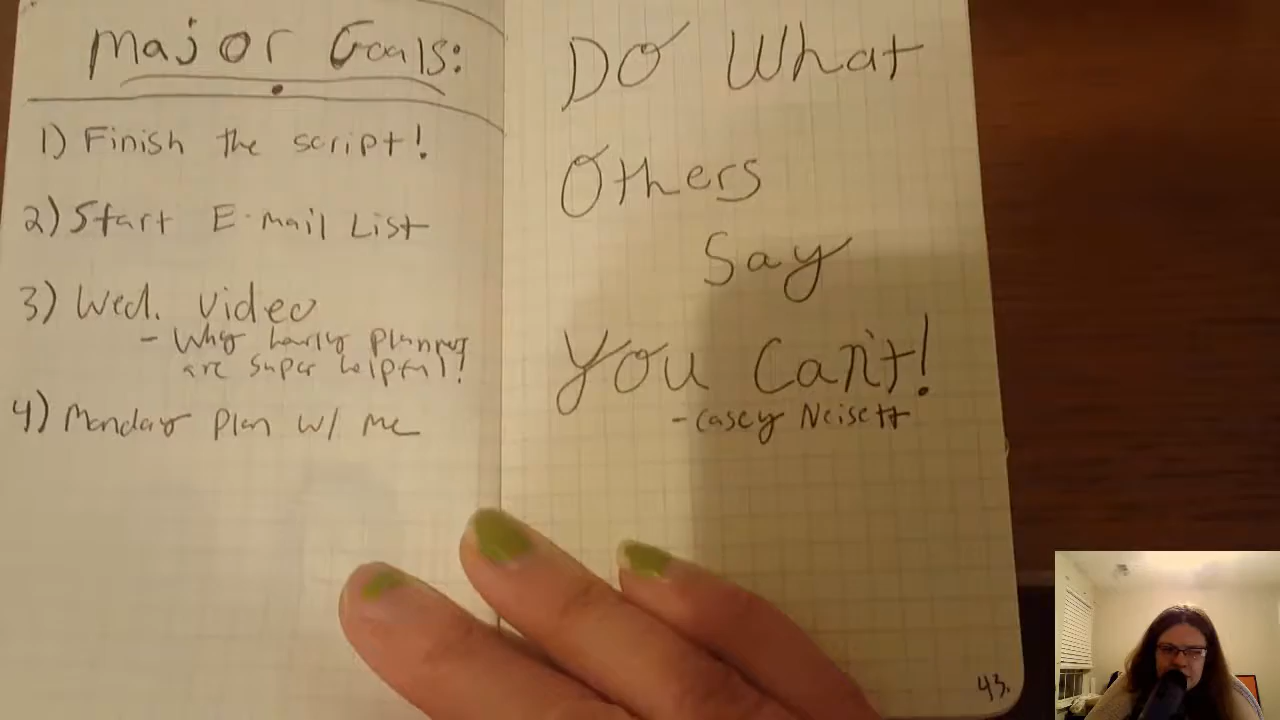 Major Goals:
1) Finish the script!
2) Start E-mail List
3) Wed. video
- Why hourly planners
are super helpful!
4) Monday Plan w/ me
Do What
Others
Say
You Can't!
- Casey Neistt
43.